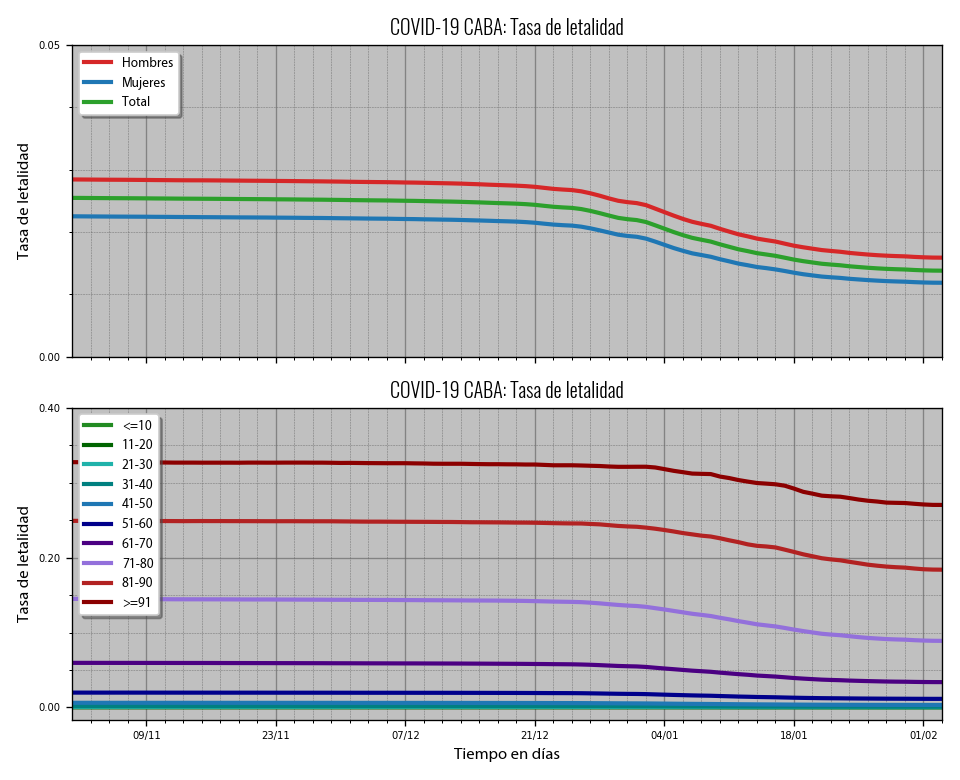 COVID-19 CABA: Tasa de letalidad
0.05
Hombres
Mujeres
Total
Tasa de letalidad
0.00
COVID-19 CABA: Tasa de letalidad
0.40
<=10
11-20
21-30
31-40
41-50
51-60
61-70
71-80
81-90
>=91
Tasa de letalidad
0.20
0.00
09/11 23/11 07/12 21/12 04/01 18/01 01/02
Tiempo en días